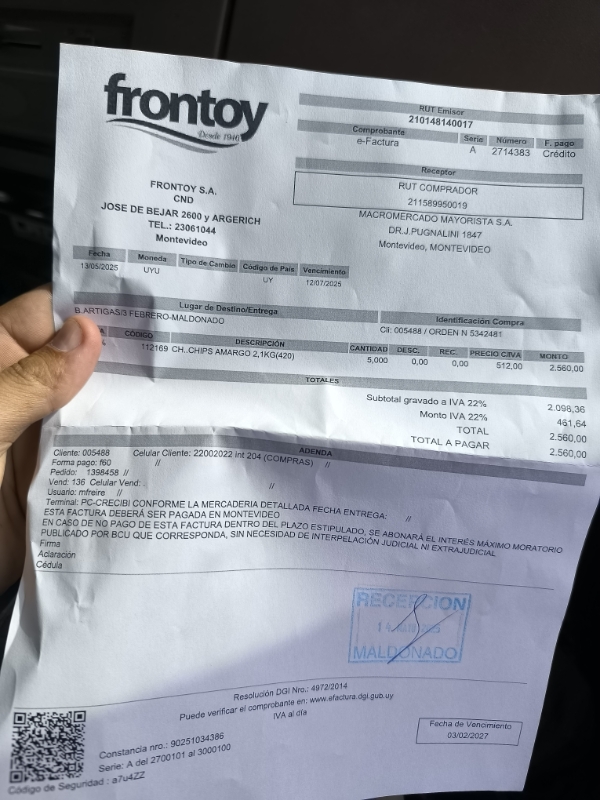 frontoy
Desde 1940
RUT Emisor
210148140017
Comprobante Serie Número F. pago
e-Factura A 2714383 Crédito
Receptor
RUT COMPRADOR
211589950019
MACROMERCADO MAYORISTA S.A.
DR.J.PUGNALINI 1847
Montevideo, MONTEVIDEO
FRONTOY S.A.
CND
JOSE DE BEJAR 2600 y ARGERICH
TEL.: 23061044
Montevideo
Fecha Moneda Tipo de Cambio Código de País Vencimiento
13/05/2025 UYU UY 12/07/2025
Lugar de Destino/Entrega Identificación Compra
B.ARTIGAS/3 FEBRERO-MALDONADO Cli: 005488 / ORDEN N 5342481
CÓDIGO DESCRIPCIÓN CANTIDAD DESC. REC. PRECIO C/IVA MONTO
112169 CH..CHIPS AMARGO 2,1KG(420) 5,000 0,00 0,00 512,00 2.560,00
TOTALES
Subtotal gravado a IVA 22% 2.098,36
Monto IVA 22% 461,64
TOTAL 2.560,00
TOTAL A PAGAR 2.560,00
ADENDA
Cliente: 005488 Celular Cliente: 22002022 int 204 (COMPRAS) //
Forma pago: f60 //
Pedido: 1398458 //
Vend: 136 Celular Vend: . //
Usuario: mfreire //
Terminal: PC-CRECIBI CONFORME LA MERCADERIA DETALLADA FECHA ENTREGA: //
ESTA FACTURA DEBERÁ SER PAGADA EN MONTEVIDEO
EN CASO DE NO PAGO DE ESTA FACTURA DENTRO DEL PLAZO ESTIPULADO, SE ABONARÁ EL INTERÉS MÁXIMO MORATORIO
PUBLICADO POR BCU QUE CORRESPONDA, SIN NECESIDAD DE INTERPELACIÓN JUDICIAL NI EXTRAJUDICIAL
Firma
Aclaración
Cédula
RECEPCION
MALDONADO
Resolución DGI Nro.: 4972/2014
Puede verificar el comprobante en: www.efactura.dgi.gub.uy
IVA al día
Fecha de Vencimiento
03/02/2027
Constancia nro.: 90251034386
Serie: A del 2700101 al 3000100
Código de Seguridad : a7u4ZZ